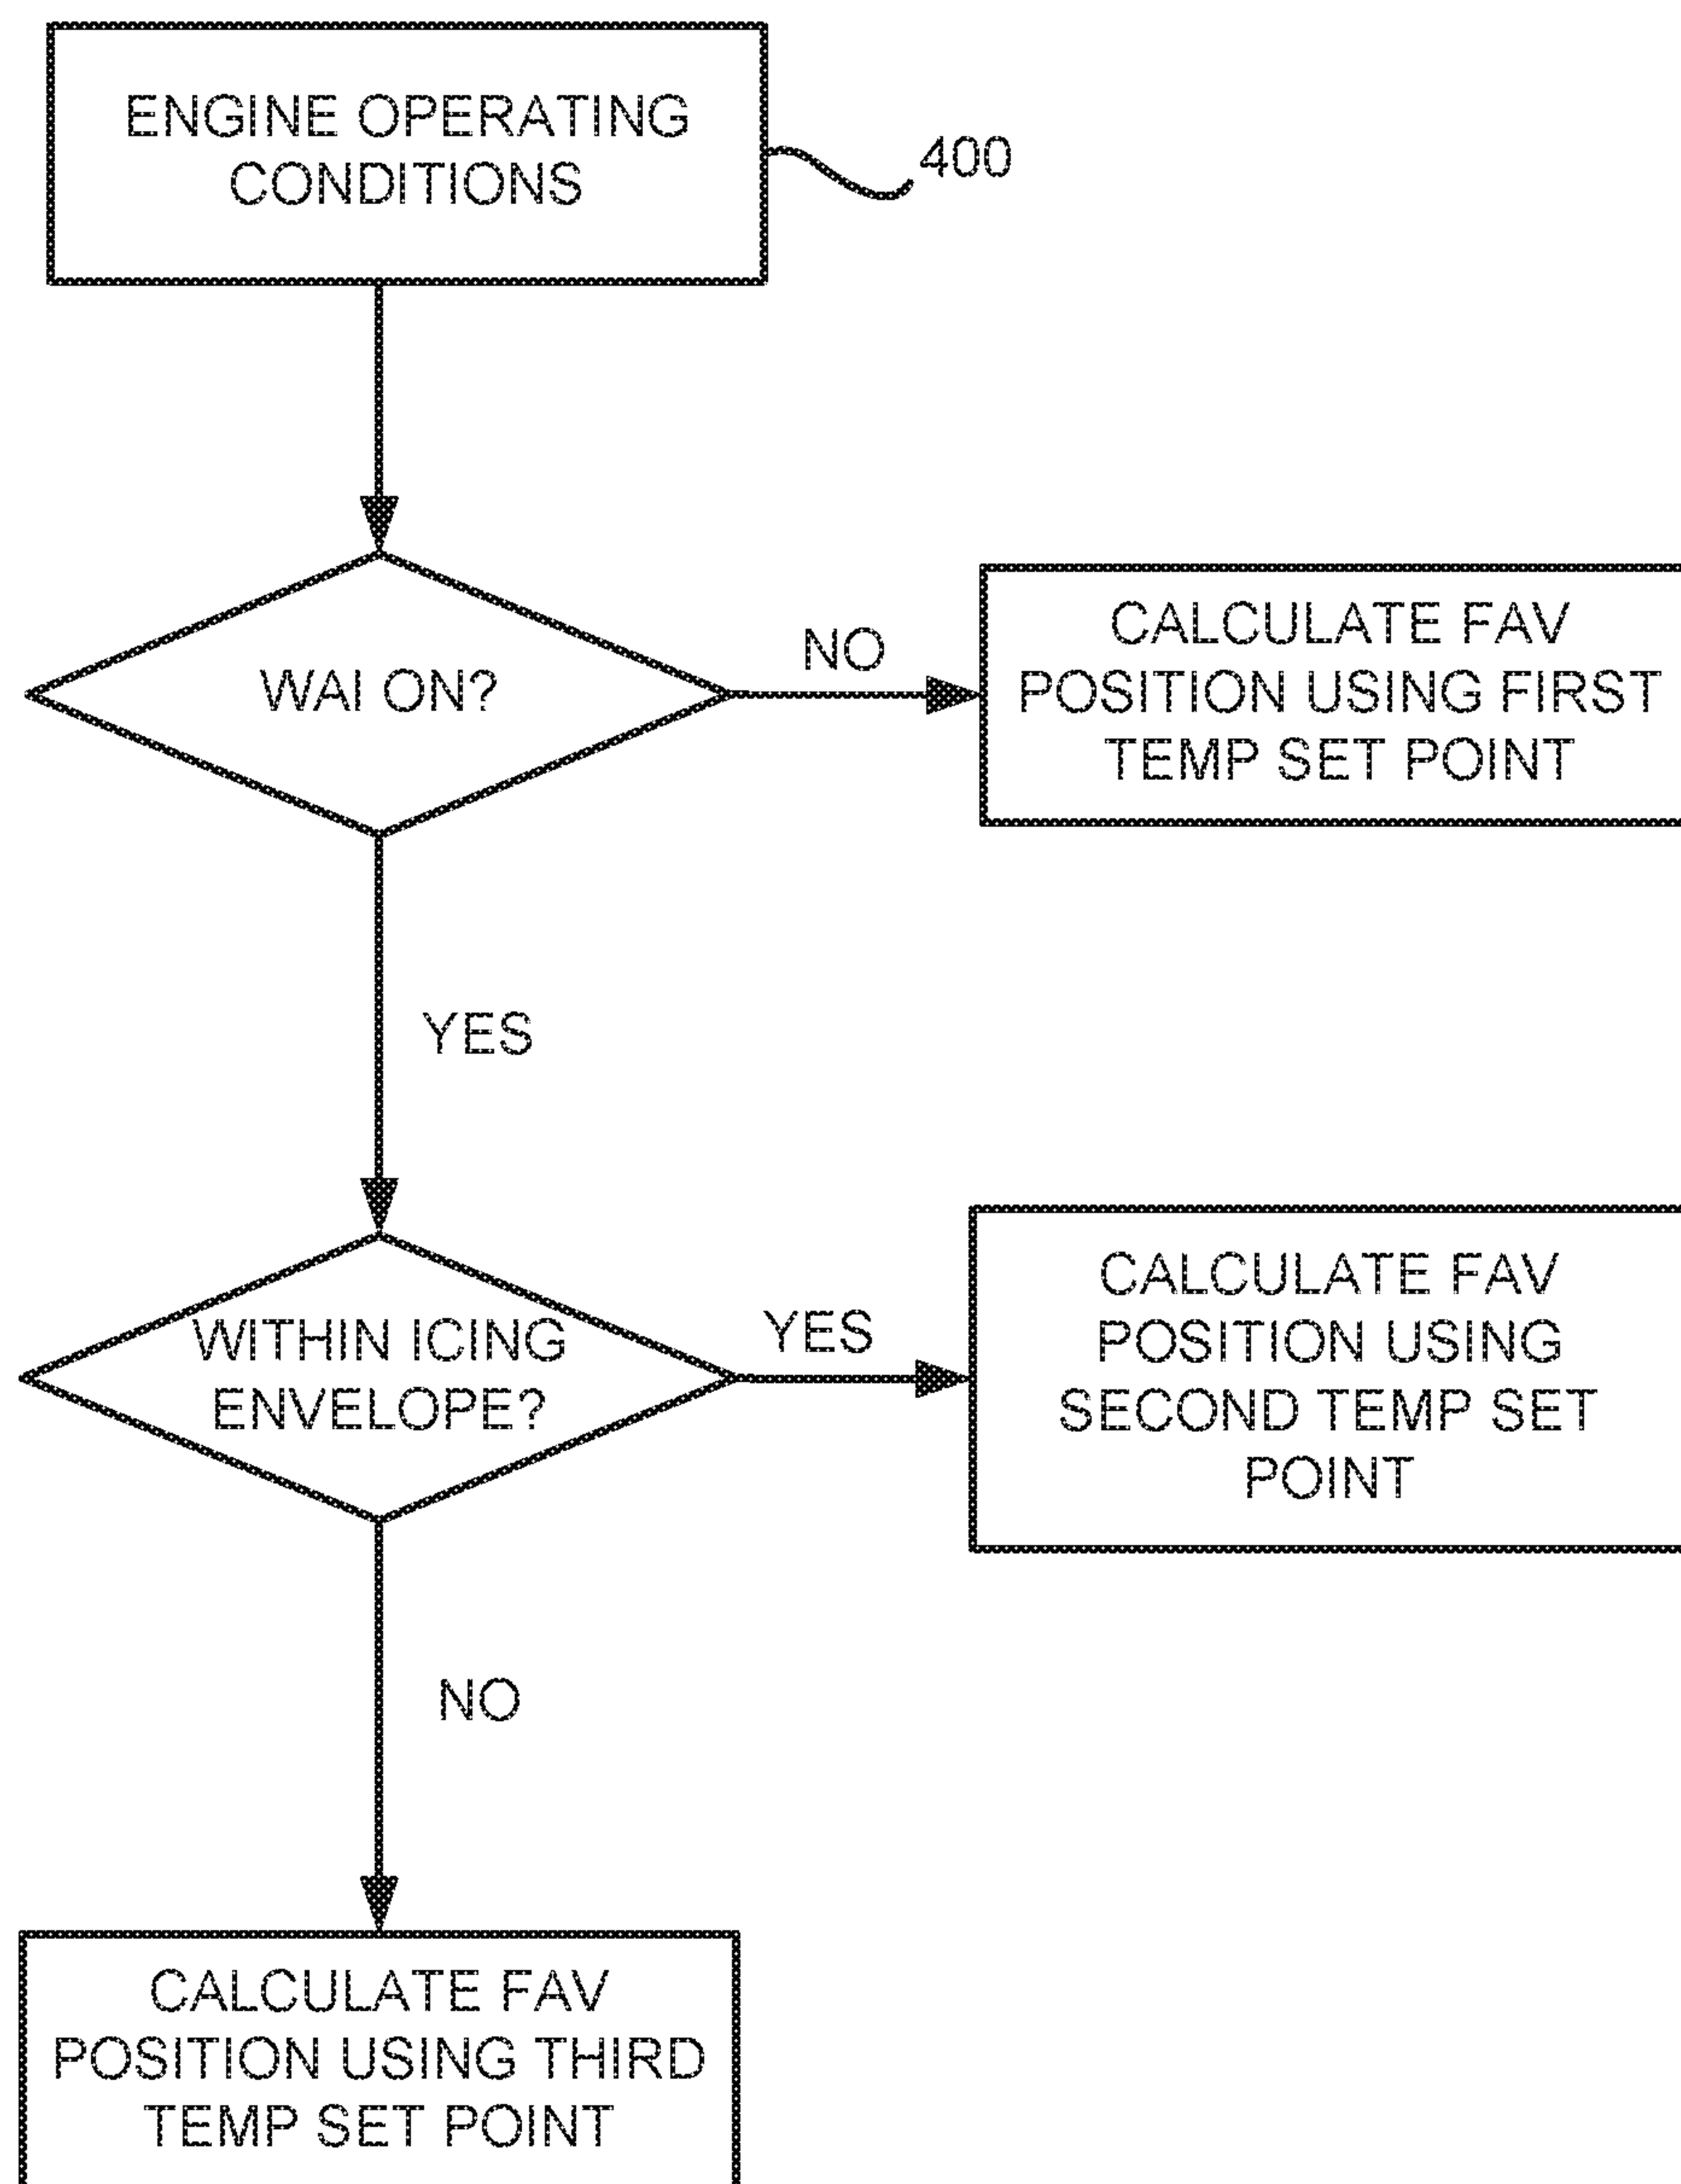 ENGINE OPERATING
CONDITIONS
400
WAI ON?
NO
CALCULATE FAV
POSITION USING FIRST
TEMP SET POINT
YES
WITHIN ICING
ENVELOPE?
YES
CALCULATE FAV
POSITION USING
SECOND TEMP SET
POINT
NO
CALCULATE FAV
POSITION USING THIRD
TEMP SET POINT